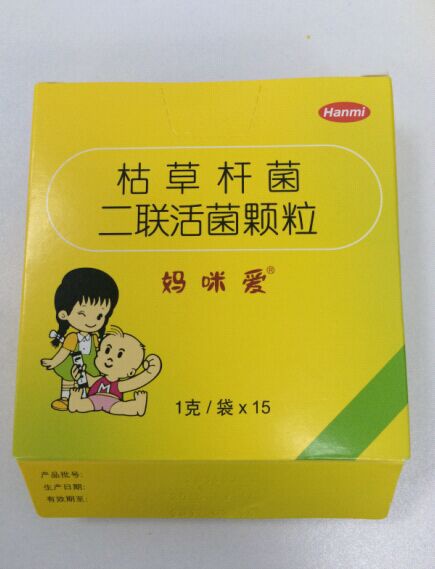 Hanmi
枯草杆菌
二联活菌颗粒
妈咪爱®
M
1克/袋 x 15
产品批号:
生产日期:
有效期至: